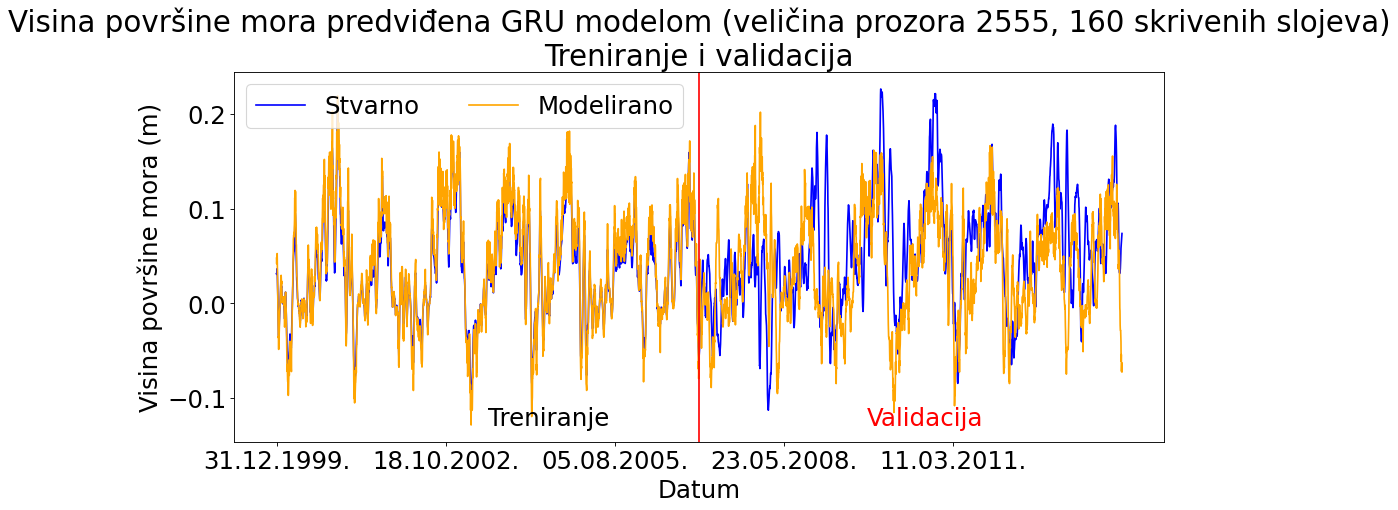 Visina površine mora predviđena GRU modelom (veličina prozora 2555, 160 skrivenih slojeva)
Treniranje i validacija
Stvarno Modelirano
Visina površine mora (m)
0.2
0.1
0.0
−0.1
Treniranje Validacija
31.12.1999. 18.10.2002. 05.08.2005. 23.05.2008. 11.03.2011.
Datum